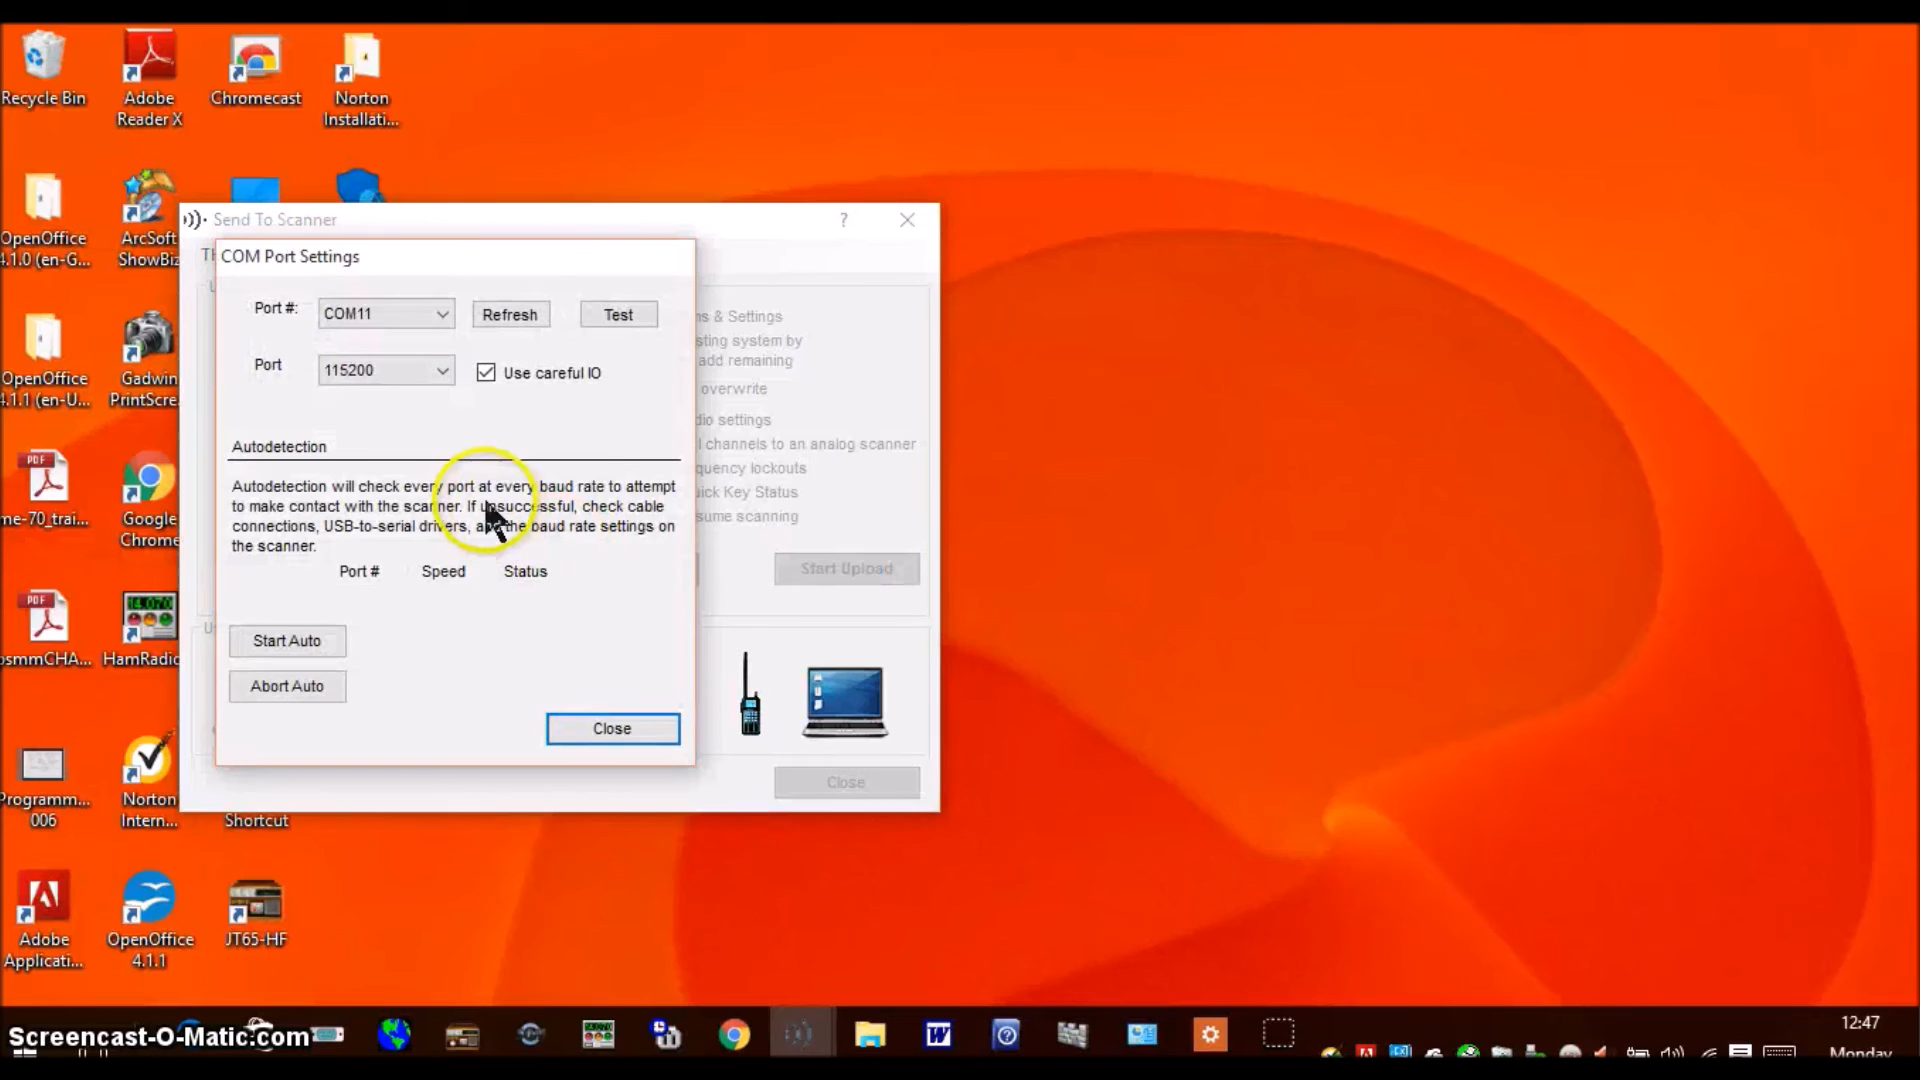 Recycle Bin
Adobe
Reader X
Chromecast
Norton
Installati...
OpenOffice
4.1.0 (en-G...
ArcSoft
ShowBiz
OpenOffice
4.1.1 (en-U...
Gadwin
PrintScre...
me-70_trai...
Google
Chrome
osmmCHA...
HamRadio
Programm...
006
Norton
Intern...
Shortcut
Adobe
Applicati...
OpenOffice
4.1.1
JT65-HF
Send To Scanner
?
COM Port Settings
Port #:
COM11
Refresh
Test
Port
115200
Use careful IO
Autodetection
Autodetection will check every port at every baud rate to attempt
to make contact with the scanner. If unsuccessful, check cable
connections, USB-to-serial drivers, and the baud rate settings on
the scanner.
Port #
Speed
Status
Start Auto
Abort Auto
Close
ns & Settings
sting system by
add remaining
overwrite
dio settings
l channels to an analog scanner
quency lockouts
ick Key Status
sume scanning
Start Upload
Close
Screencast-O-Matic.com
12:47
Monday